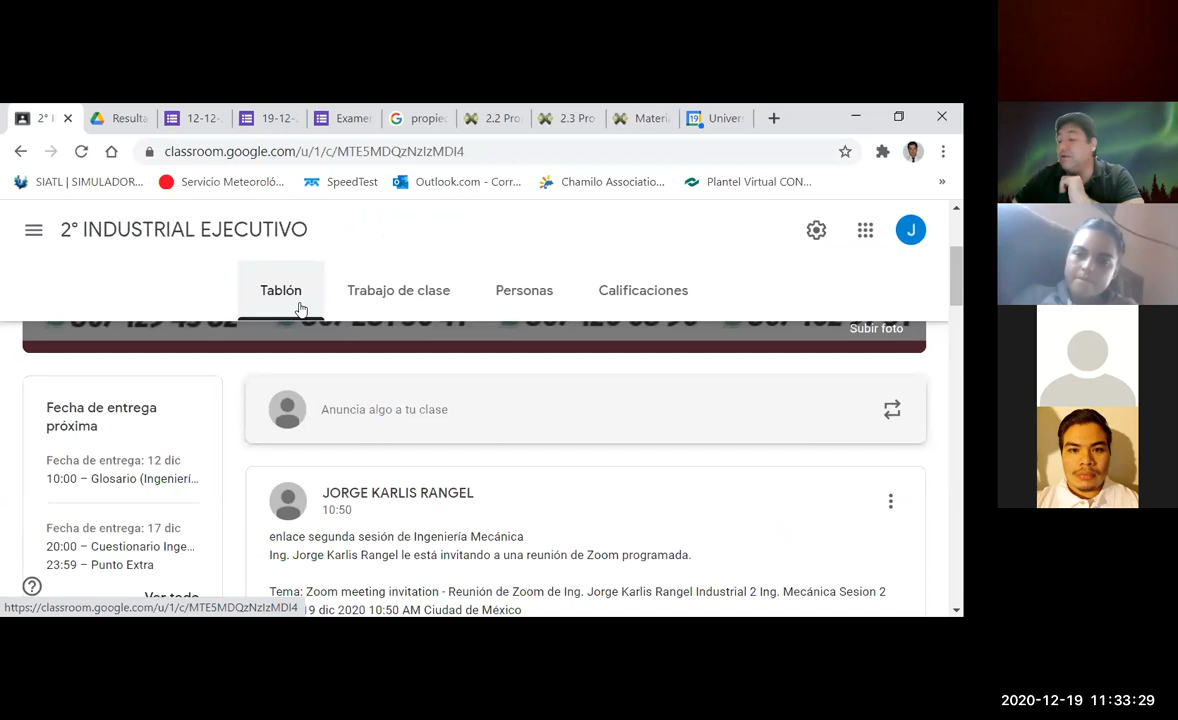 2° I
Resulta
12-12-
19-12-
Examen
propied
2.2 Pro
2.3 Pro
Materia
19
Univers
classroom.google.com/u/1/c/MTE5MDQzNzIzMDI4
SIATL | SIMULADOR...
Servicio Meteoroló...
SpeedTest
Outlook.com - Corr...
Chamilo Associatio...
Plantel Virtual CON...
»
2° INDUSTRIAL EJECUTIVO
J
Tablón
Trabajo de clase
Personas
Calificaciones
Subir foto
Fecha de entrega
próxima
Fecha de entrega: 12 dic
10:00 – Glosario (Ingenierí...
Fecha de entrega: 17 dic
20:00 – Cuestionario Inge...
23:59 – Punto Extra
Ver todo
Anuncia algo a tu clase
JORGE KARLIS RANGEL
10:50
enlace segunda sesión de Ingeniería Mecánica
Ing. Jorge Karlis Rangel le está invitando a una reunión de Zoom programada.
Tema: Zoom meeting invitation - Reunión de Zoom de Ing. Jorge Karlis Rangel Industrial 2 Ing. Mecánica Sesion 2
19 dic 2020 10:50 AM Ciudad de México
https://classroom.google.com/u/1/c/MTE5MDQzNzIzMDI4
2020-12-19 11:33:29